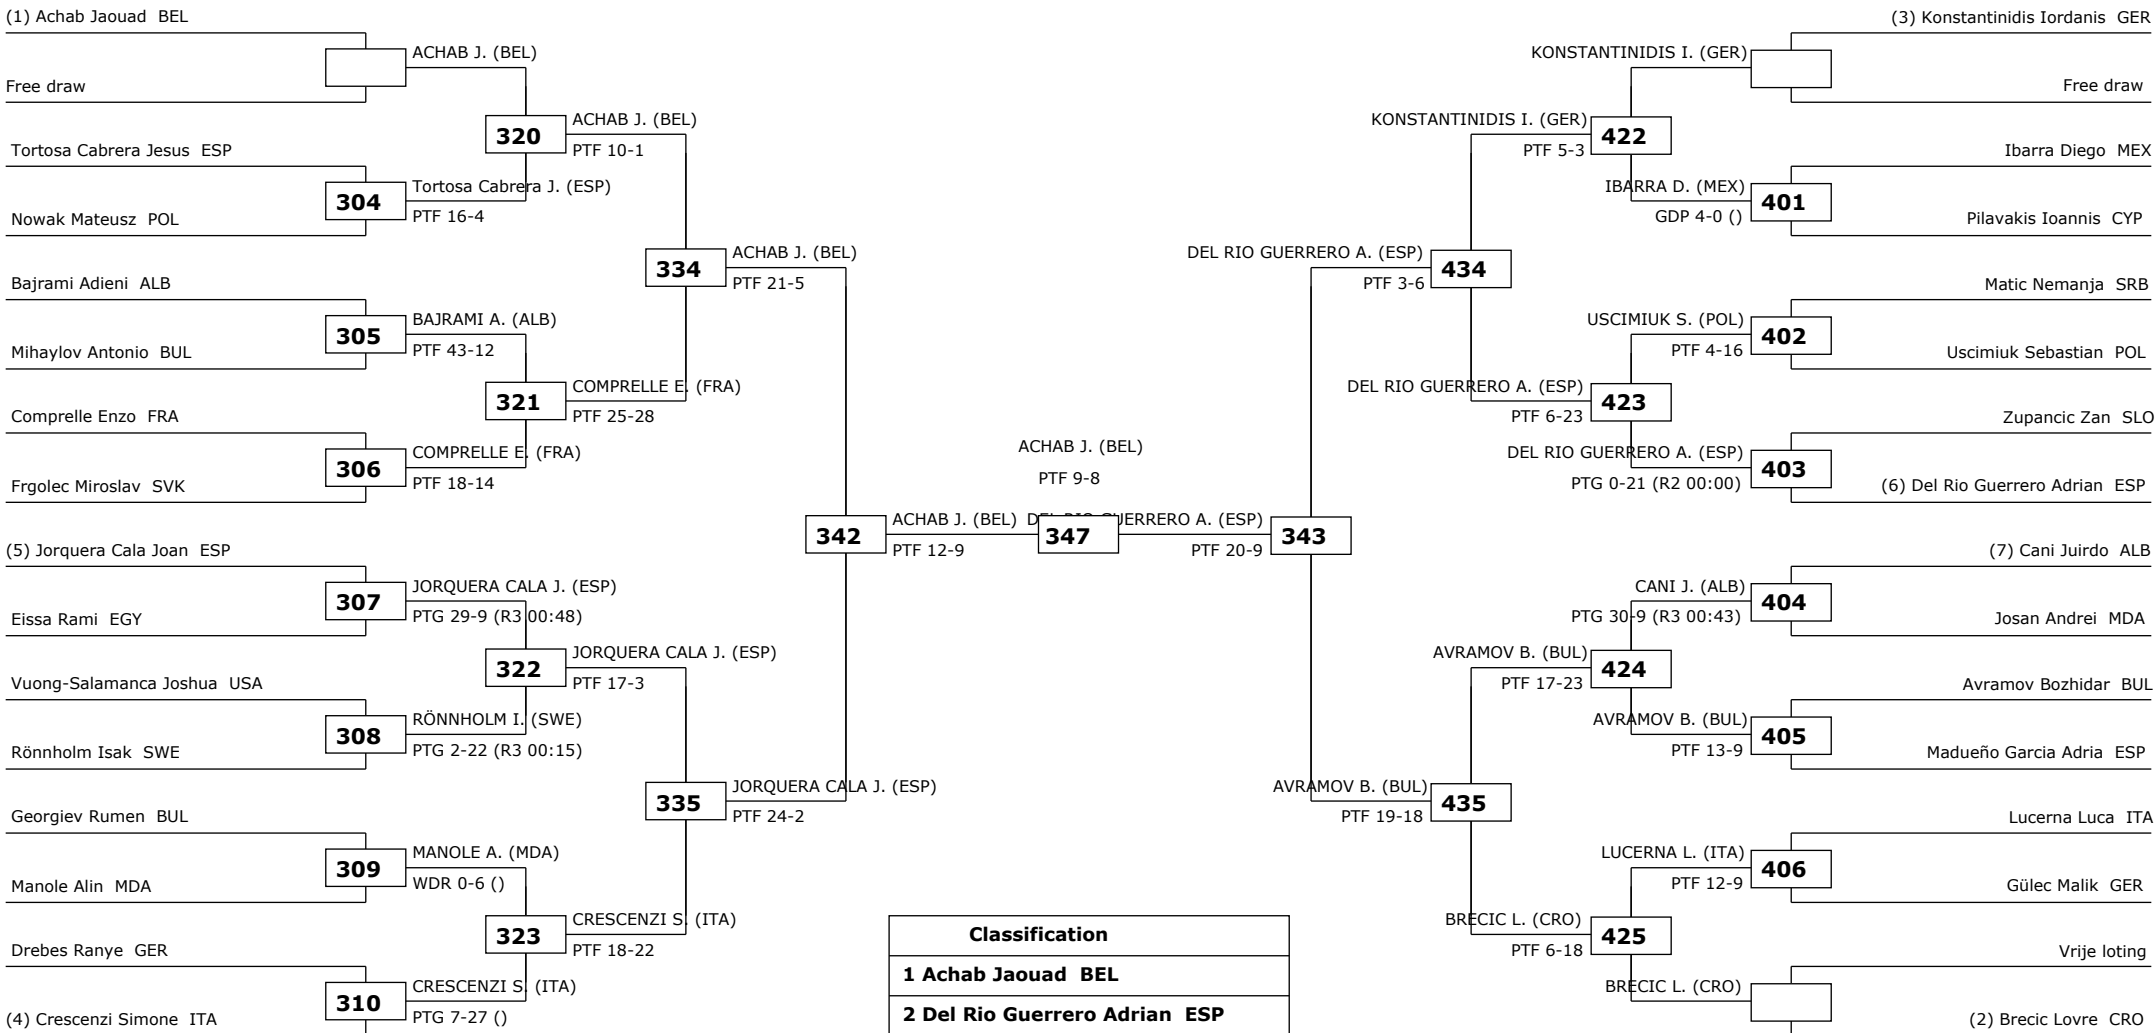 (1) Achab Jaouad BEL
Free draw
Tortosa Cabrera Jesus ESP
Nowak Mateusz POL
Bajrami Adieni ALB
Mihaylov Antonio BUL
Comprelle Enzo FRA
Frgolec Miroslav SVK
(5) Jorquera Cala Joan ESP
Eissa Rami EGY
Vuong-Salamanca Joshua USA
Rönnholm Isak SWE
Georgiev Rumen BUL
Manole Alin MDA
Drebes Ranye GER
(4) Crescenzi Simone ITA
ACHAB J. (BEL)
304
Tortosa Cabrera J. (ESP)
PTF 16-4
305
BAJRAMI A. (ALB)
PTF 43-12
306
COMPRELLE E. (FRA)
PTF 18-14
307
JORQUERA CALA J. (ESP)
PTG 29-9 (R3 00:48)
308
RÖNNHOLM I. (SWE)
PTG 2-22 (R3 00:15)
309
MANOLE A. (MDA)
WDR 0-6 ()
310
CRESCENZI S. (ITA)
PTG 7-27 ()
320
ACHAB J. (BEL)
PTF 10-1
321
COMPRELLE E. (FRA)
PTF 25-28
322
JORQUERA CALA J. (ESP)
PTF 17-3
323
CRESCENZI S. (ITA)
PTF 18-22
334
ACHAB J. (BEL)
PTF 21-5
335
JORQUERA CALA J. (ESP)
PTF 24-2
342
ACHAB J. (BEL)
PTF 12-9
ACHAB J. (BEL)
PTF 9-8
347
DEL RIO GUERRERO A. (ESP)
PTF 20-9
343
DEL RIO GUERRERO A. (ESP)
PTF 3-6
434
AVRAMOV B. (BUL)
PTF 19-18
435
KONSTANTINIDIS I. (GER)
PTF 5-3
422
DEL RIO GUERRERO A. (ESP)
PTF 6-23
423
AVRAMOV B. (BUL)
PTF 17-23
424
BRECIC L. (CRO)
PTF 6-18
425
KONSTANTINIDIS I. (GER)
IBARRA D. (MEX)
GDP 4-0 ()
401
USCIMIUK S. (POL)
PTF 4-16
402
DEL RIO GUERRERO A. (ESP)
PTG 0-21 (R2 00:00)
403
CANI J. (ALB)
PTG 30-9 (R3 00:43)
404
AVRAMOV B. (BUL)
PTF 13-9
405
LUCERNA L. (ITA)
PTF 12-9
406
BRECIC L. (CRO)
(3) Konstantinidis Iordanis GER
Free draw
Ibarra Diego MEX
Pilavakis Ioannis CYP
Matic Nemanja SRB
Uscimiuk Sebastian POL
Zupancic Zan SLO
(6) Del Rio Guerrero Adrian ESP
(7) Cani Juirdo ALB
Josan Andrei MDA
Avramov Bozhidar BUL
Madueño Garcia Adria ESP
Lucerna Luca ITA
Gülec Malik GER
Vrije loting
(2) Brecic Lovre CRO
Classification
1 Achab Jaouad BEL
2 Del Rio Guerrero Adrian ESP